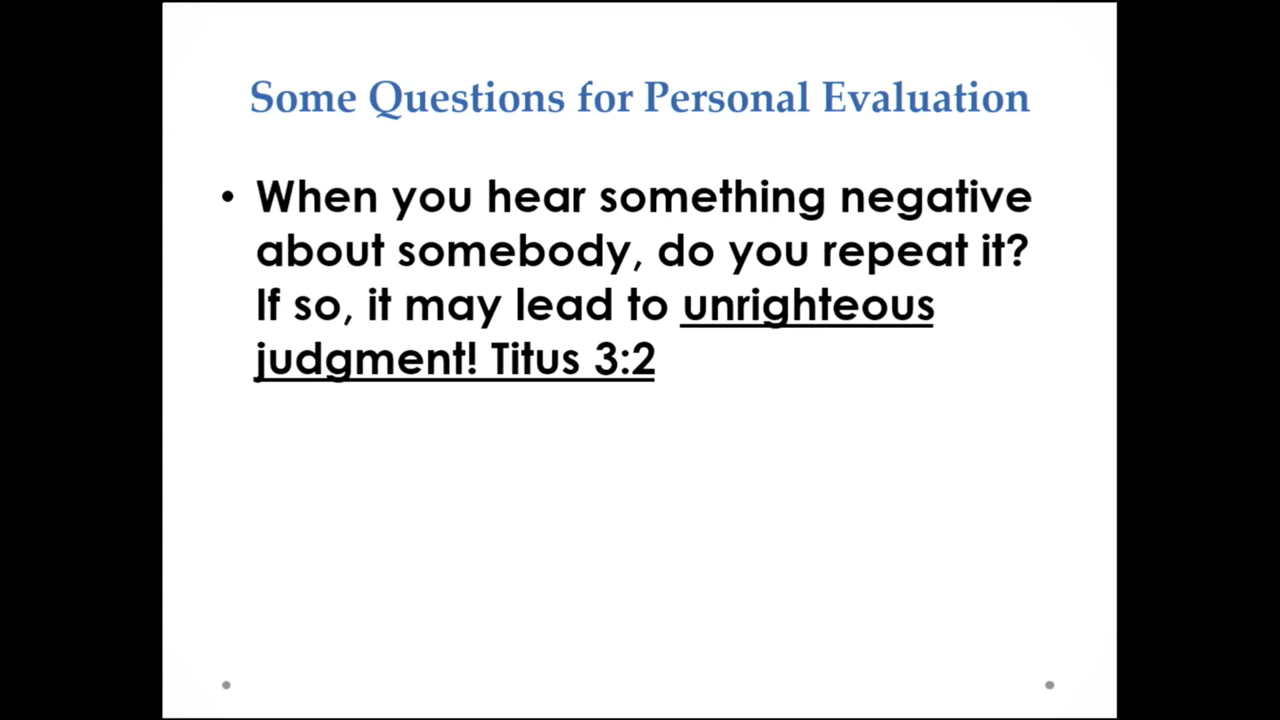 Some Questions for Personal Evaluation
• When you hear something negative
about somebody, do you repeat it?
If so, it may lead to unrighteous
judgment! Titus 3:2